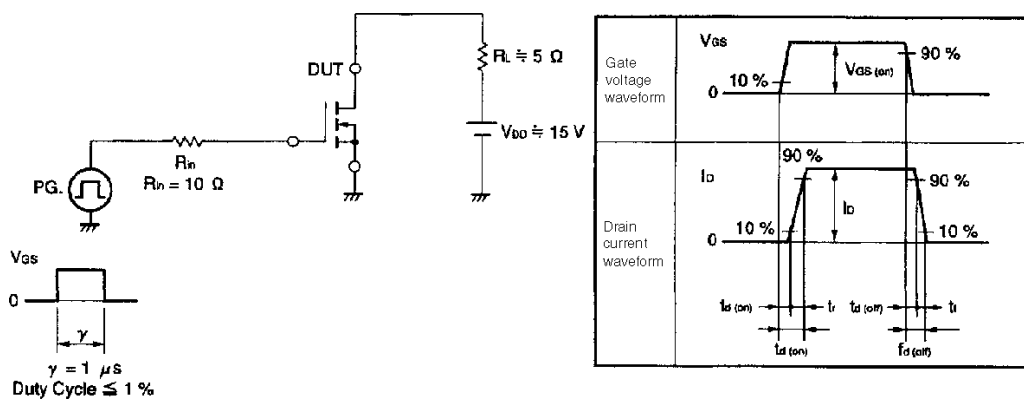 DUT
RL ≒ 5 Ω
VDD ≒ 15 V
Rin
Rin = 10 Ω
PG.
VGS
0
γ
γ = 1 μs
Duty Cycle ≦ 1 %
Gate
voltage
waveform
VGS
10 %
0
VGS (on)
90 %
Drain
current
waveform
ID
90 %
10 %
0
ID
90 %
10 %
td (on)
tr
td (off)
tf
td (on)
fd (off)